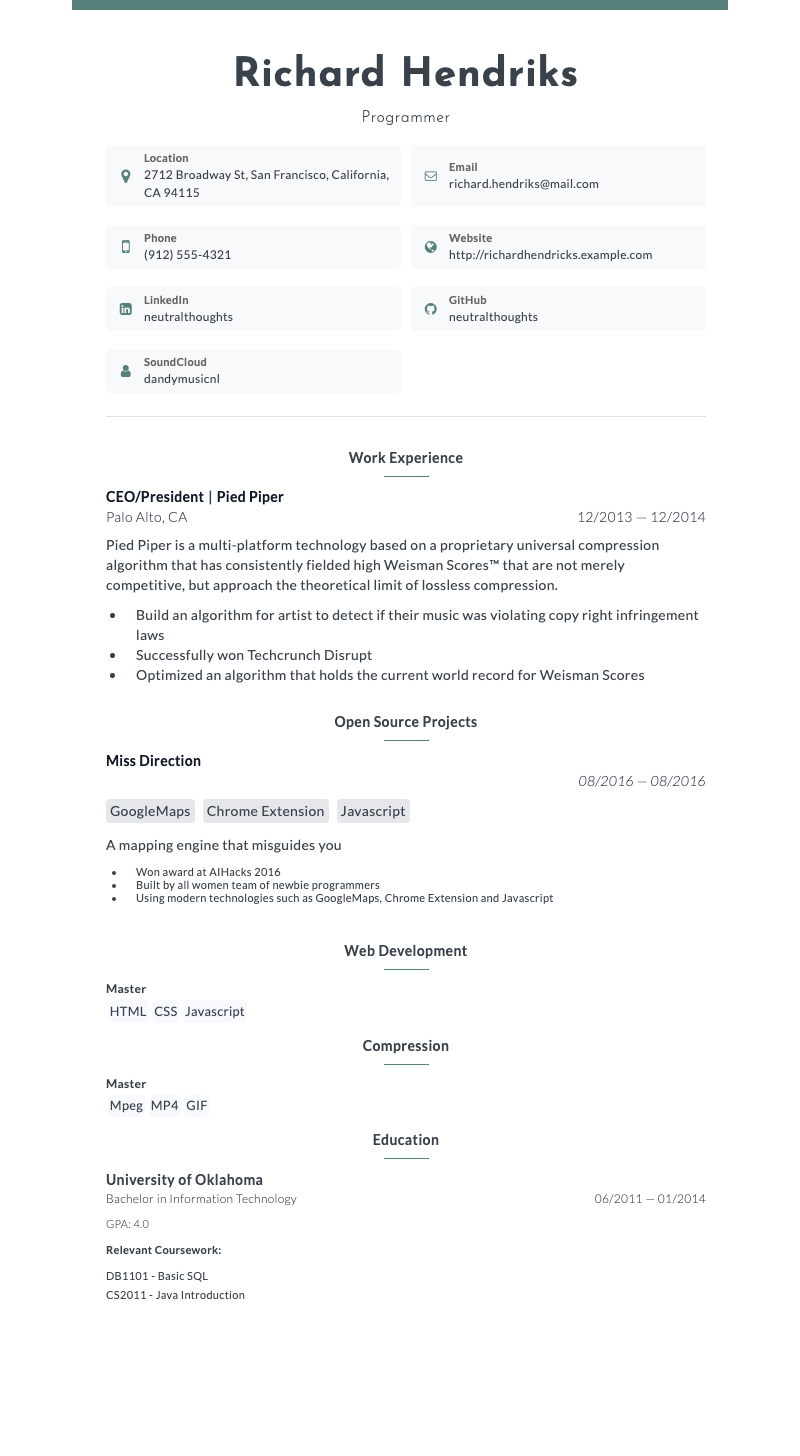 Richard Hendriks
Programmer
Location
2712 Broadway St, San Francisco, California,
CA 94115
Email
richard.hendriks@mail.com
Phone
(912) 555-4321
Website
http://richardhendricks.example.com
LinkedIn
neutralthoughts
GitHub
neutralthoughts
SoundCloud
dandymusicnl
Work Experience
CEO/President | Pied Piper
Palo Alto, CA 12/2013 — 12/2014
Pied Piper is a multi-platform technology based on a proprietary universal compression
algorithm that has consistently fielded high Weisman Scores™ that are not merely
competitive, but approach the theoretical limit of lossless compression.
• Build an algorithm for artist to detect if their music was violating copy right infringement
laws
• Successfully won Techcrunch Disrupt
• Optimized an algorithm that holds the current world record for Weisman Scores
Open Source Projects
Miss Direction
08/2016 — 08/2016
GoogleMaps Chrome Extension Javascript
A mapping engine that misguides you
• Won award at AIHacks 2016
• Built by all women team of newbie programmers
• Using modern technologies such as GoogleMaps, Chrome Extension and Javascript
Web Development
Master
HTML CSS Javascript
Compression
Master
Mpeg MP4 GIF
Education
University of Oklahoma
Bachelor in Information Technology 06/2011 — 01/2014
GPA: 4.0
Relevant Coursework:
DB1101 - Basic SQL
CS2011 - Java Introduction